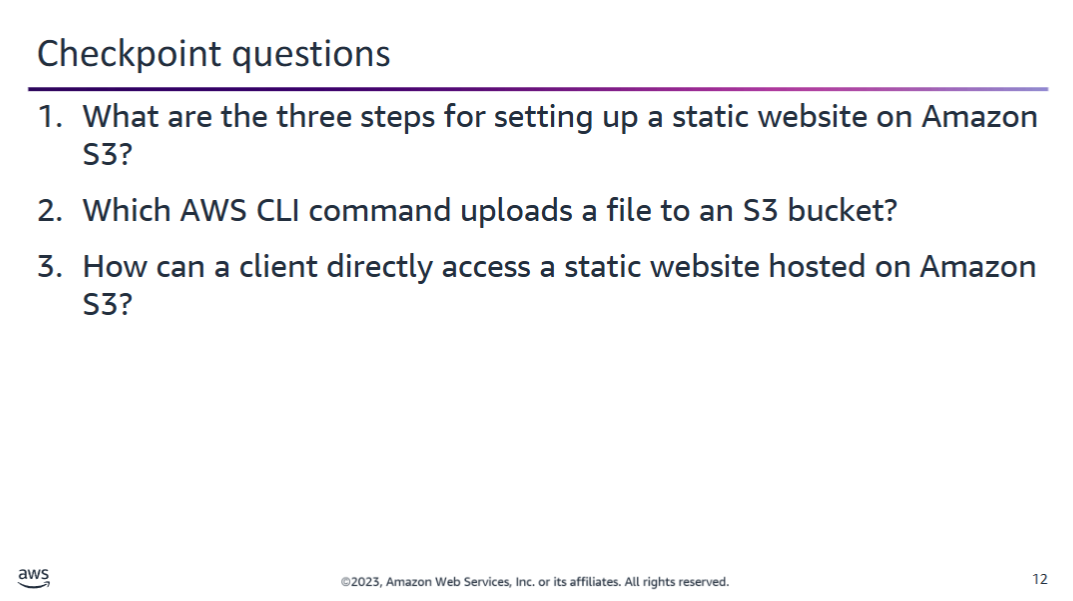 Checkpoint questions
1. What are the three steps for setting up a static website on Amazon
S3?
2. Which AWS CLI command uploads a file to an S3 bucket?
3. How can a client directly access a static website hosted on Amazon
S3?
aws
©2023, Amazon Web Services, Inc. or its affiliates. All rights reserved.
12